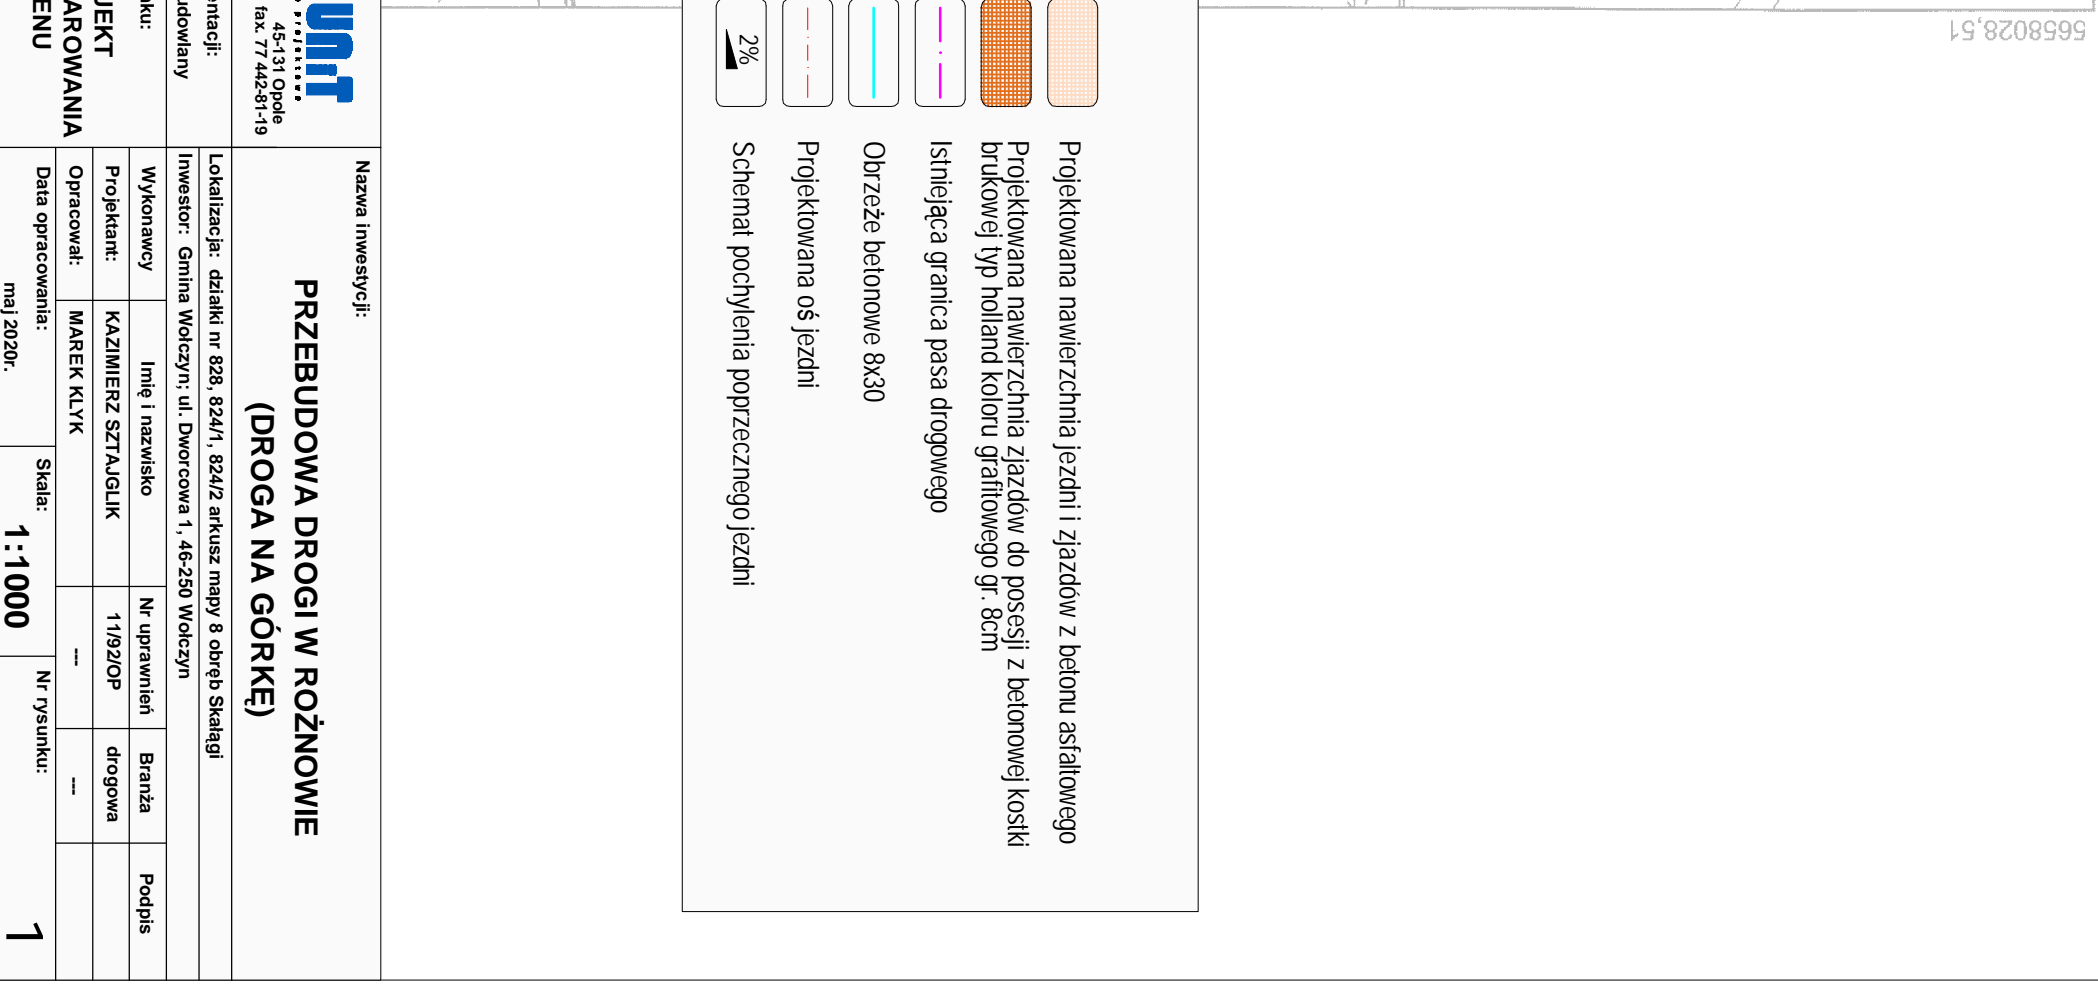 5658028,51
Projektowana nawierzchnia jezdni i zjazdów z betonu asfaltowego
Projektowana nawierzchnia zjazdów do posesji z betonowej kostki
brukowej typ holland koloru grafitowego gr. 8cm
Istniejąca granica pasa drogowego
Obrzeże betonowe 8x30
Projektowana oś jezdni
2%
Schemat pochylenia poprzecznego jezdni
UNIT
45-131 Opole
fax. 77 442-81-19
Nazwa inwestycji:
PRZEBUDOWA DROGI W ROŻNOWIE
(DROGA NA GÓRKĘ)
Lokalizacja: działki nr 828, 824/1, 824/2 arkusz mapy 8 obręb Skałągi
entacji:
udowlany
Inwestor: Gmina Wołczyn; ul. Dworcowa 1, 46-250 Wołczyn
ku:
JEKT
AROWANIA
ENU
Wykonawcy Imię i nazwisko Nr uprawnień Branża Podpis
Projektant: KAZIMIERZ SZTAJGLIK 11/92/OP drogowa
Opracował: MAREK KLYK --- ---
Data opracowania: Skala: Nr rysunku:
maj 2020r. 1:1000 1